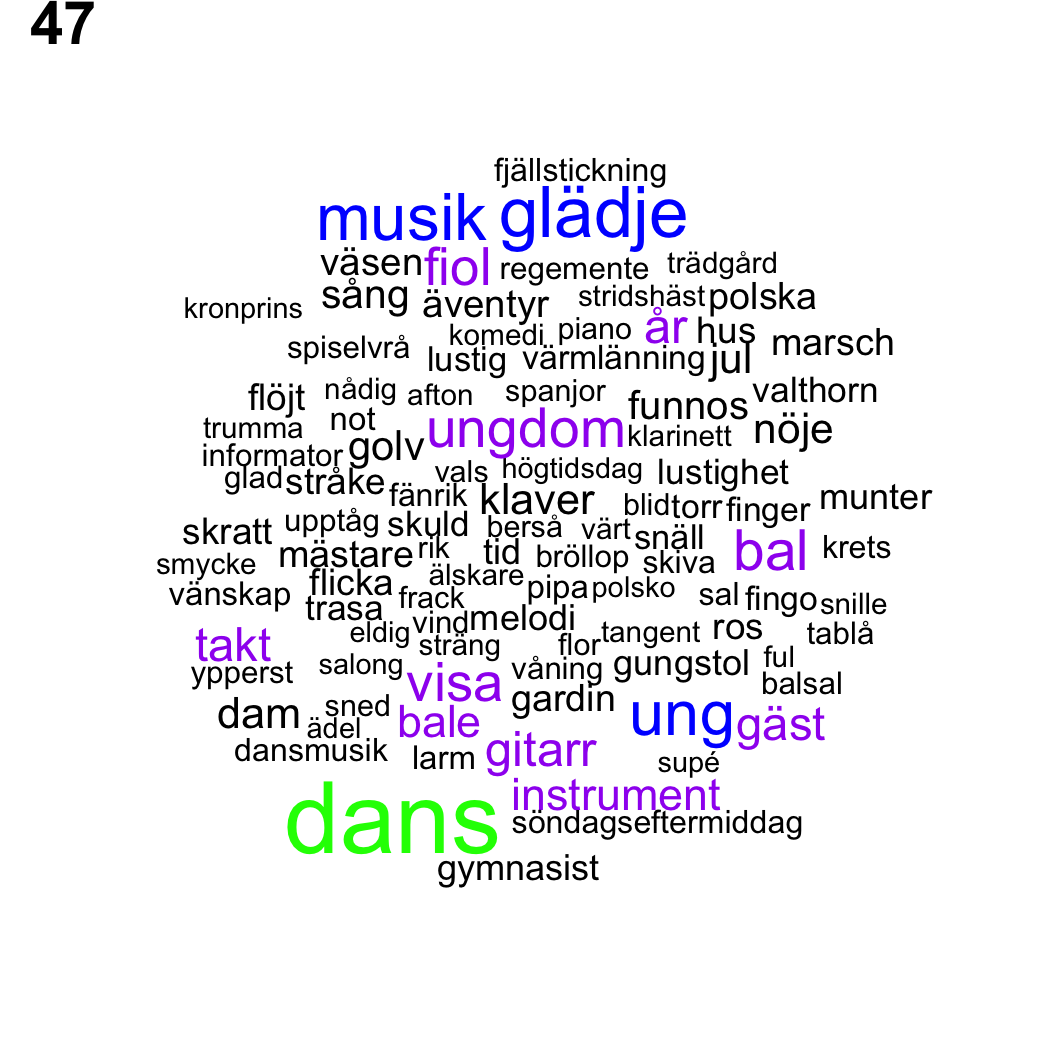 47
fjällstickning
musik glädje
väsen fiol regemente trädgård
kronprins sång äventyr stridshäst polska
komedi piano år hus marsch
spiselvrå lustig värmlänning jul
flöjt nådig afton spanjor funnos valthorn
trumma not ungdom klarinett nöje
informator golv vals högtidsdag lustighet
glad stråke fänrik klaver blid torr finger munter
skratt upptåg skuld berså värt snäll bal krets
smycke mästare rik tid bröllop skiva
vänskap flicka älskare pipa polsko sal fingo snille
trasa frack vind melodi
takt eldig sträng flor tangent ros tablå
ypperst salong visa våning gungstol ful balsal
dam sned ädel bale gardin ung gäst
dansmusik larm gitarr supé
dans instrument
söndagseftermiddag
gymnasist